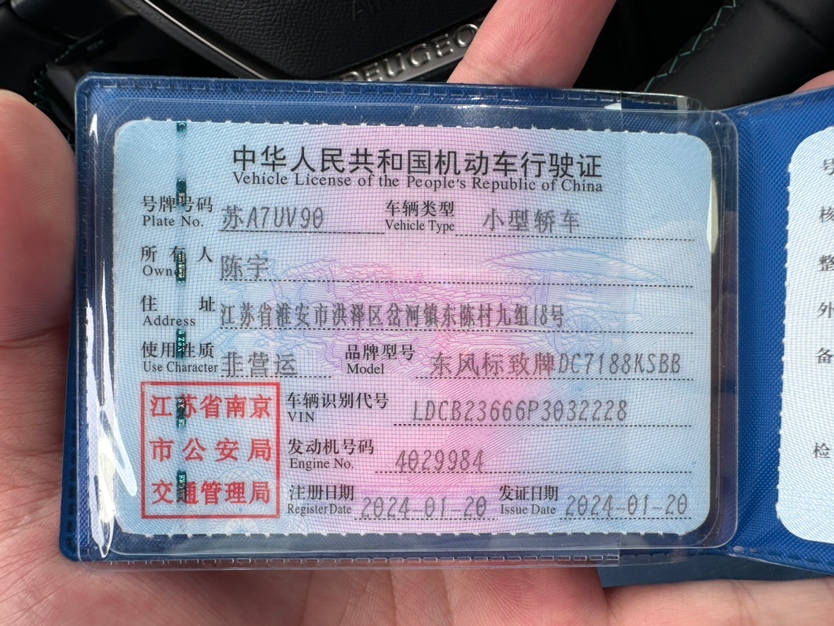 PEUGEO
中华人民共和国机动车行驶证
Vehicle License of the People's Republic of China
号牌号码 苏A7UV90 车辆类型 小型轿车
Plate No. Vehicle Type
所有人 陈宇
Owner
住址 江苏省淮安市洪泽区岔河镇东陈村九组18号
Address
使用性质 非营运 品牌型号 东风标致牌DC7188KSBB
Use Character Model
江苏省南京
市公安局
交通管理局
车辆识别代号 LDCB23666P3032228
VIN
发动机号码 4029984
Engine No.
注册日期 2024-01-20 发证日期 2024-01-20
Register Date Issue Date
号
核
整
外
备
检